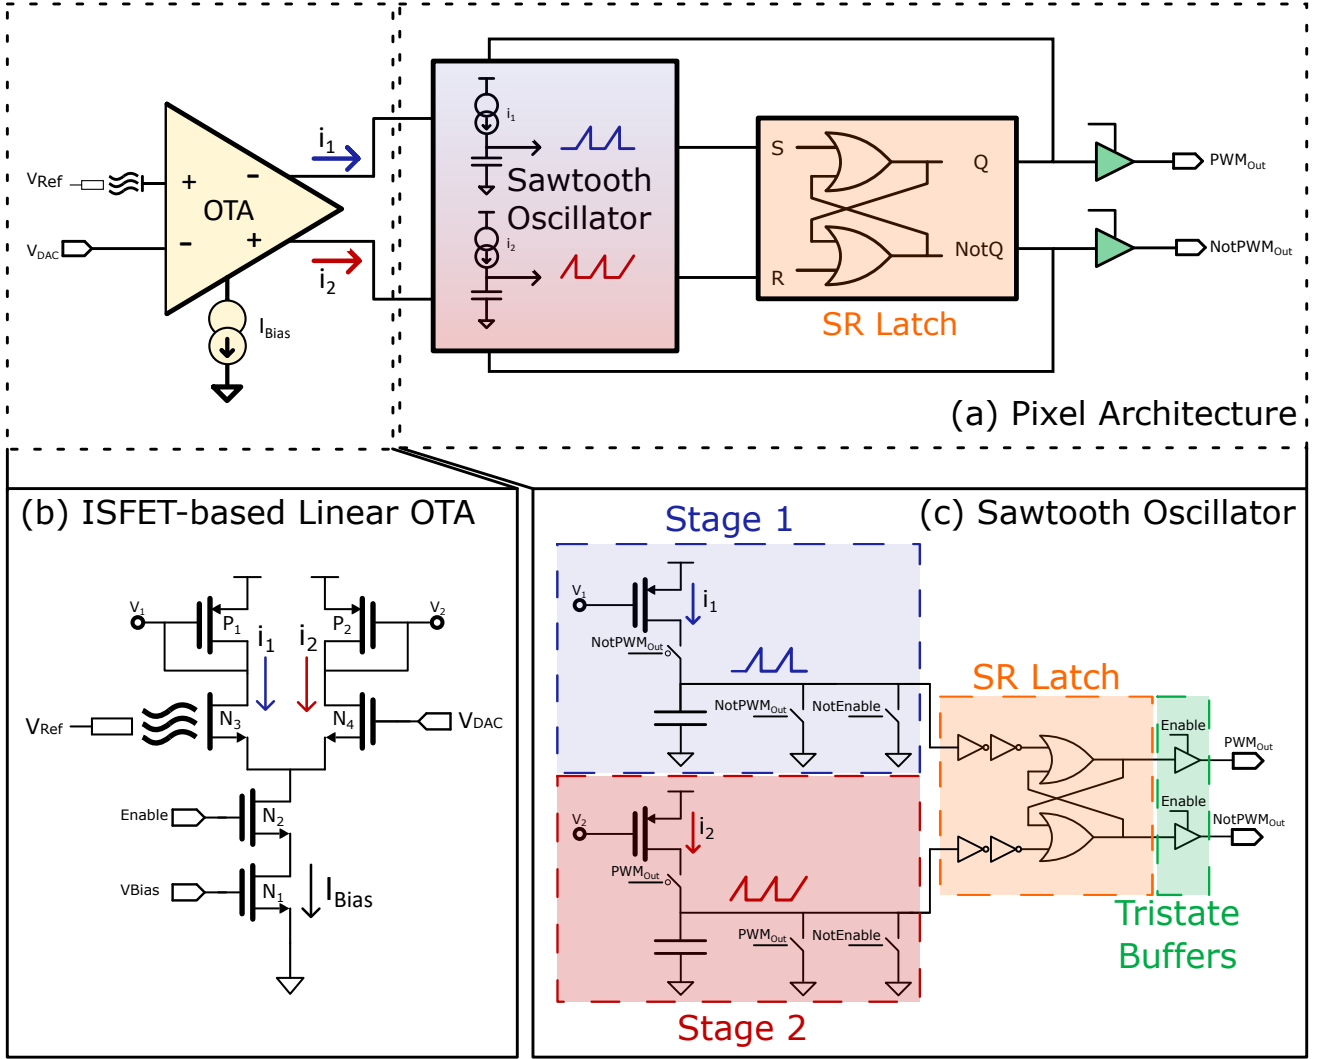 i1
i1
VRef
+
-
OTA
Sawtooth
Oscillator
S
Q
PWMOut
VDAC
-
+
i2
i2
R
NotQ
NotPWMOut
IBias
SR Latch
(a) Pixel Architecture
(b) ISFET-based Linear OTA
V1
P1
P2
V2
i1
i2
VRef
N3
N4
VDAC
Enable
N2
VBias
N1
IBias
Stage 1
(c) Sawtooth Oscillator
V1
i1
NotPWMOut
NotPWMOut
NotEnable
SR Latch
Enable
PWMOut
V2
i2
Enable
NotPWMOut
PWMOut
PWMOut
NotEnable
Tristate
Buffers
Stage 2